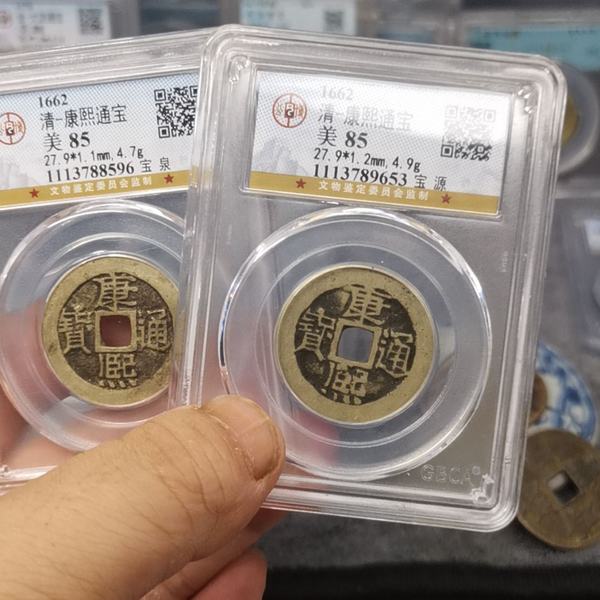 1662
清-康熙通宝
美 85
27.9*1.1mm, 4.7g
1113788596 宝 泉
★ 文物鉴定委员会监制 ★
康熙通寳
1662
清-康熙通宝
美 85
27.9*1.2mm, 4.9g
1113789653 宝 源
★ 文物鉴定委员会监制 ★
康熙通寳
GBCA®